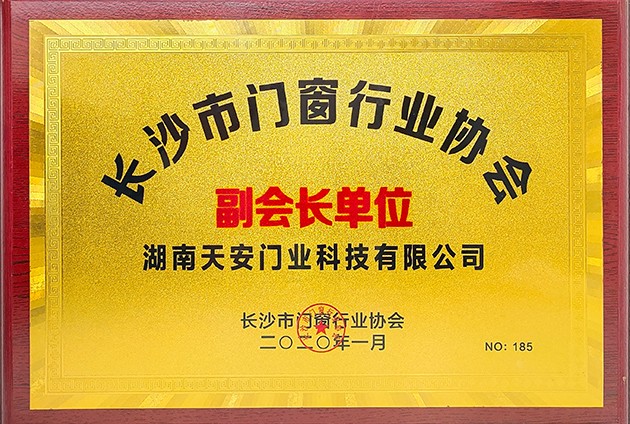 长沙市门窗行业协会
副会长单位
湖南天安门业科技有限公司
长沙市门窗行业协会
二〇二〇年一月
NO: 185